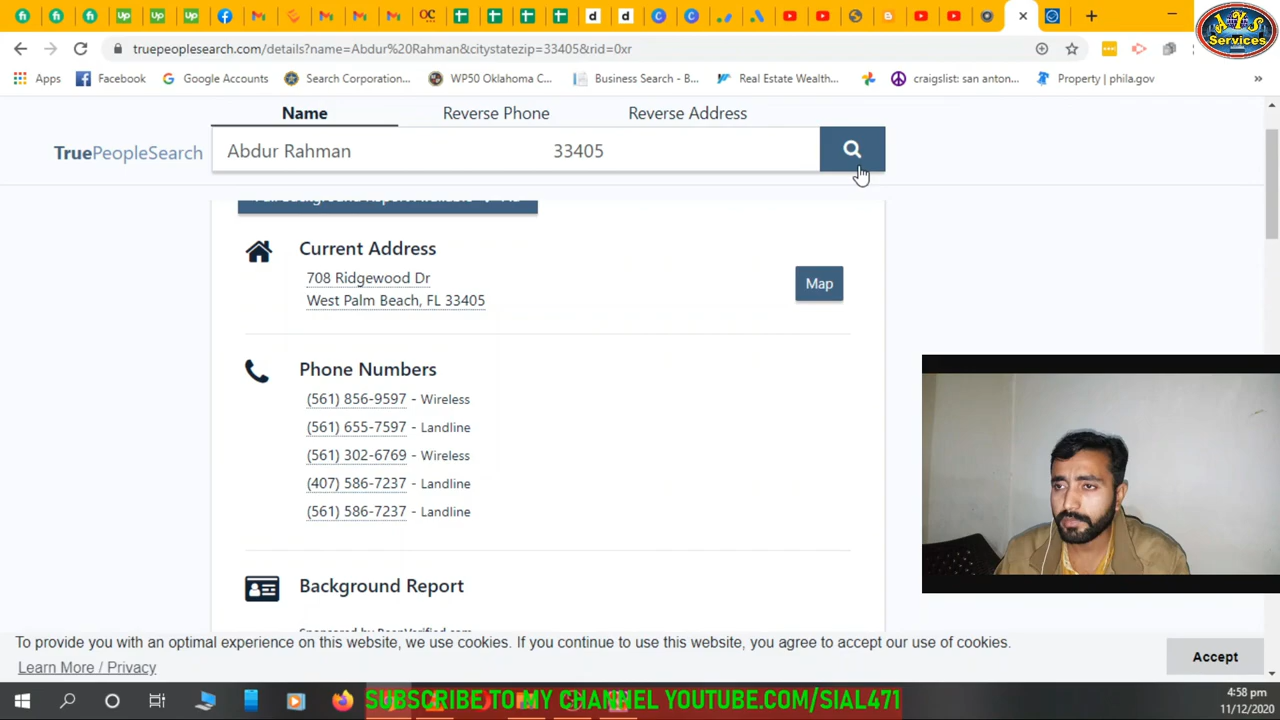 truepeoplesearch.com/details?name=Abdur%20Rahman&citystatezip=33405&rid=0xr
Apps
Facebook
Google Accounts
Search Corporation...
WP50 Oklahoma C...
Business Search - B...
Real Estate Wealth...
craigslist: san anton...
Property | phila.gov
AYS
Services
Name
Reverse Phone
Reverse Address
TruePeopleSearch
Abdur Rahman
33405
Current Address
708 Ridgewood Dr
West Palm Beach, FL 33405
Map
Phone Numbers
(561) 856-9597 - Wireless
(561) 655-7597 - Landline
(561) 302-6769 - Wireless
(407) 586-7237 - Landline
(561) 586-7237 - Landline
Background Report
To provide you with an optimal experience on this website, we use cookies. If you continue to use this website, you agree to accept our use of cookies.
Learn More / Privacy
Accept
SUBSCRIBE TO MY CHANNEL YOUTUBE.COM/SIAL471
4:58 pm
11/12/2020